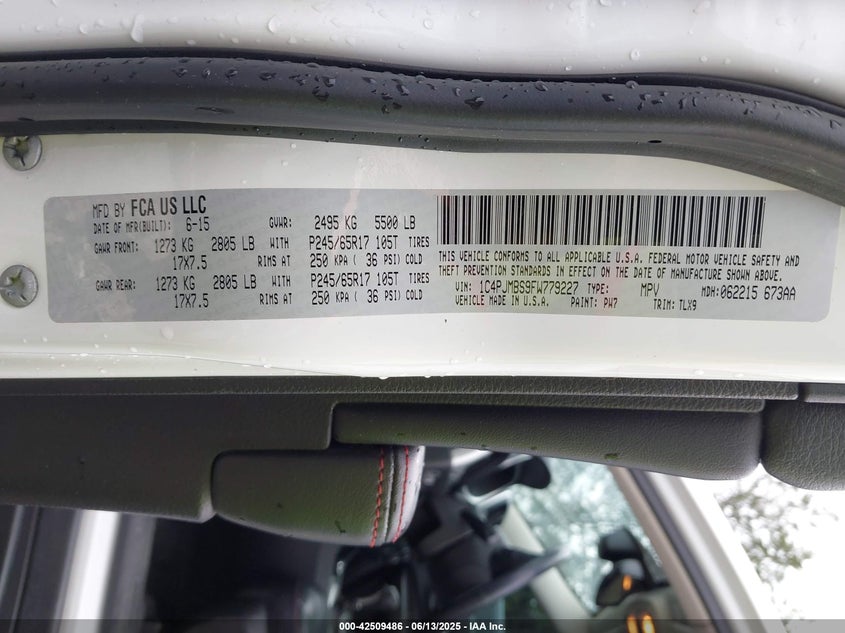 MFD BY FCA US LLC
DATE OF MFR(BUILT): 6-15 GVWR: 2495 KG 5500 LB
GAWR FRONT: 1273 KG 2805 LB WITH P245/65R17 105T TIRES
17X7.5 RIMS AT 250 KPA ( 36 PSI) COLD
GAWR REAR: 1273 KG 2805 LB WITH P245/65R17 105T TIRES
17X7.5 RIMS AT 250 KPA ( 36 PSI) COLD
THIS VEHICLE CONFORMS TO ALL APPLICABLE U.S.A. FEDERAL MOTOR VEHICLE SAFETY AND
THEFT PREVENTION STANDARDS IN EFFECT ON THE DATE OF MANUFACTURE SHOWN ABOVE.
VIN: 1C4PJMBS9FW779227 TYPE: MPV MDH: 062215 673AA
VEHICLE MADE IN U.S.A. PAINT: PW7 TRIM: TLX9
000-42509486 - 06/13/2025 - IAA Inc.